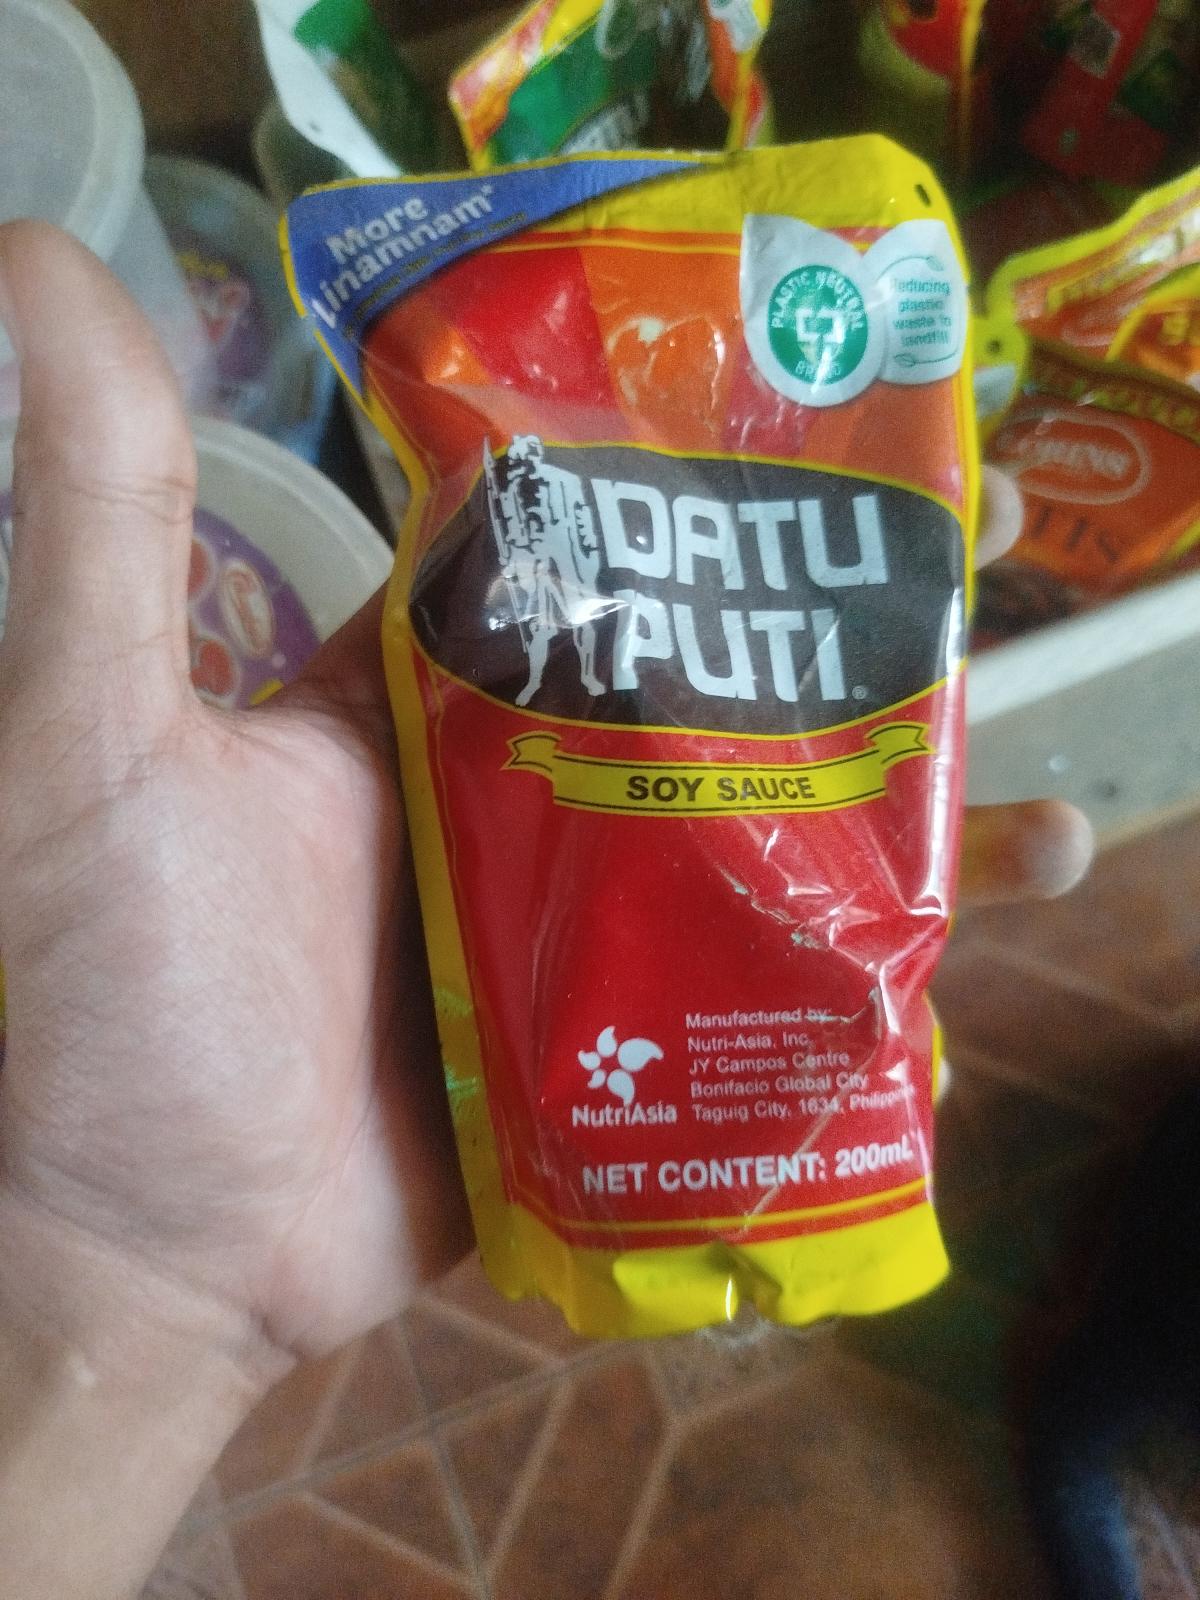 More
Linamnam*
PLASTIC NEUTRAL
BRAND
Reducing
plastic
waste to
landfill
DATU
PUTI®
SOY SAUCE
Manufactured by:
Nutri-Asia, Inc.
JY Campos Centre
Bonifacio Global City
Taguig City, 1634, Philippines
NutriAsia
NET CONTENT: 200mL